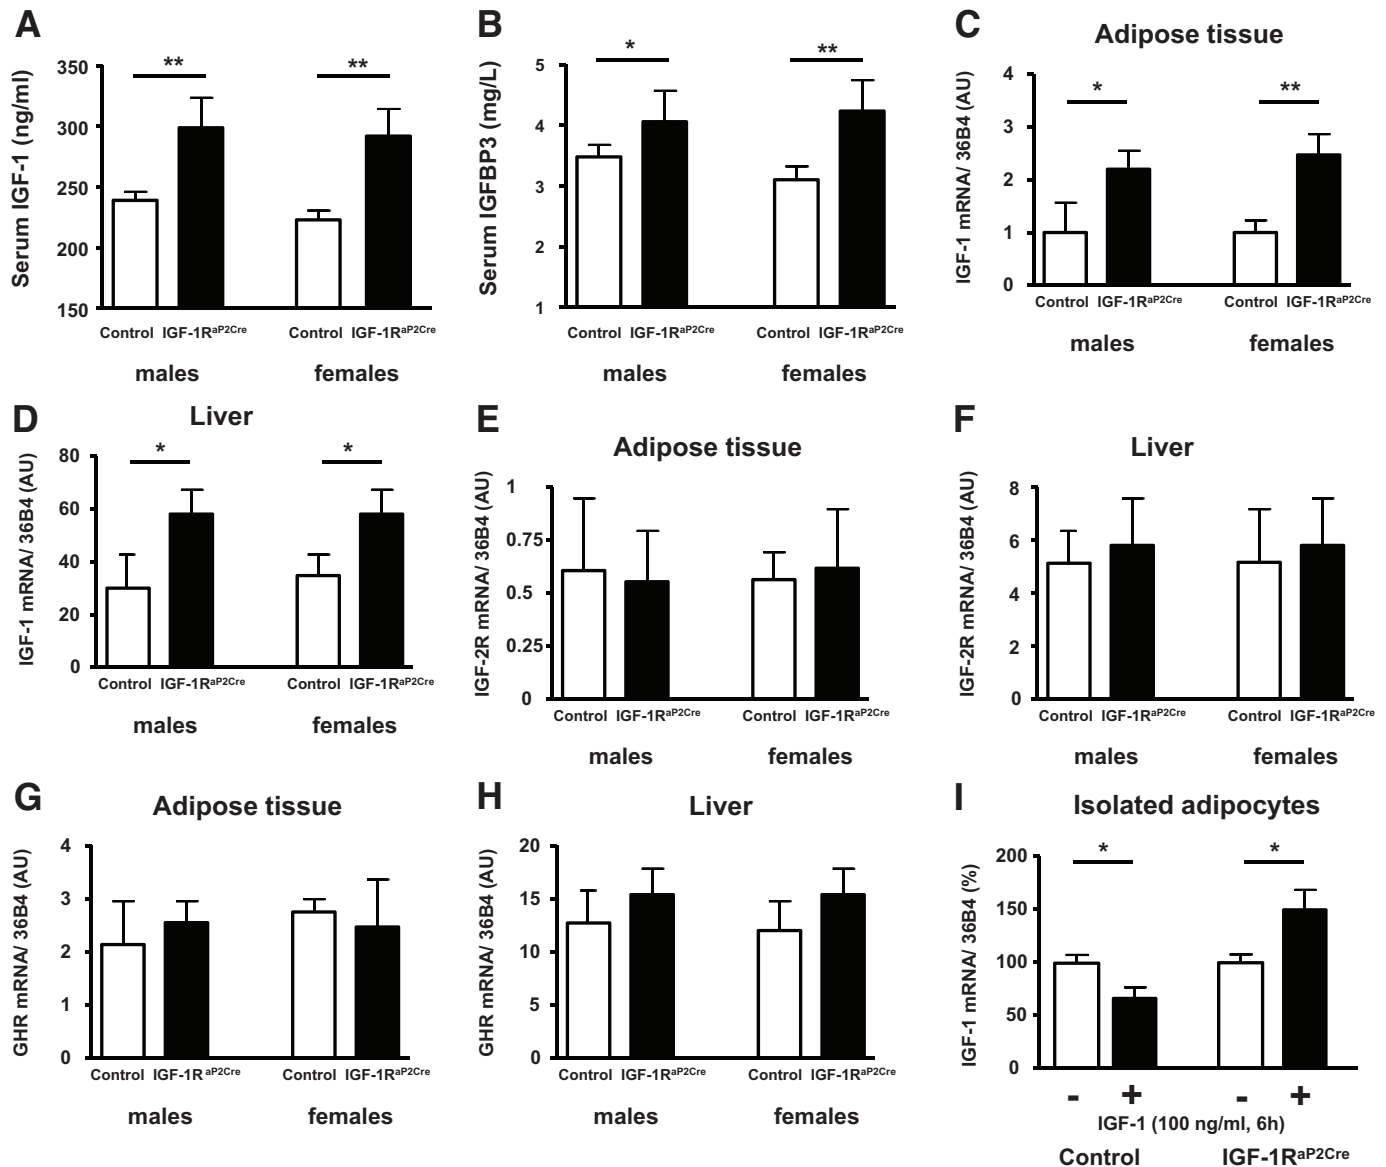 A
Serum IGF-1 (ng/ml)
350
300
250
200
150
**
**
Control IGF-1RaP2Cre
Control IGF-1RaP2Cre
males
females
B
Serum IGFBP3 (mg/L)
5
4
3
2
1
*
**
Control IGF-1RaP2Cre
Control IGF-1RaP2Cre
males
females
C
Adipose tissue
IGF-1 mRNA/ 36B4 (AU)
4
3
2
1
0
*
**
Control IGF-1RaP2Cre
Control IGF-1RaP2Cre
males
females
D
Liver
IGF-1 mRNA/ 36B4 (AU)
80
60
40
20
0
*
*
Control IGF-1RaP2Cre
Control IGF-1RaP2Cre
males
females
E
Adipose tissue
IGF-2R mRNA/ 36B4 (AU)
1
0.75
0.5
0.25
0
Control IGF-1RaP2Cre
Control IGF-1RaP2Cre
males
females
F
Liver
IGF-2R mRNA/ 36B4 (AU)
8
6
4
2
0
Control IGF-1RaP2Cre
Control IGF-1RaP2Cre
males
females
G
Adipose tissue
GHR mRNA/ 36B4 (AU)
4
3
2
1
0
Control IGF-1R aP2Cre
Control IGF-1RaP2Cre
males
females
H
Liver
GHR mRNA/ 36B4 (AU)
20
15
10
5
0
Control IGF-1RaP2Cre
Control IGF-1RaP2Cre
males
females
I
Isolated adipocytes
IGF-1 mRNA/ 36B4 (%)
200
150
100
50
0
*
*
- + - +
IGF-1 (100 ng/ml, 6h)
Control IGF-1RaP2Cre